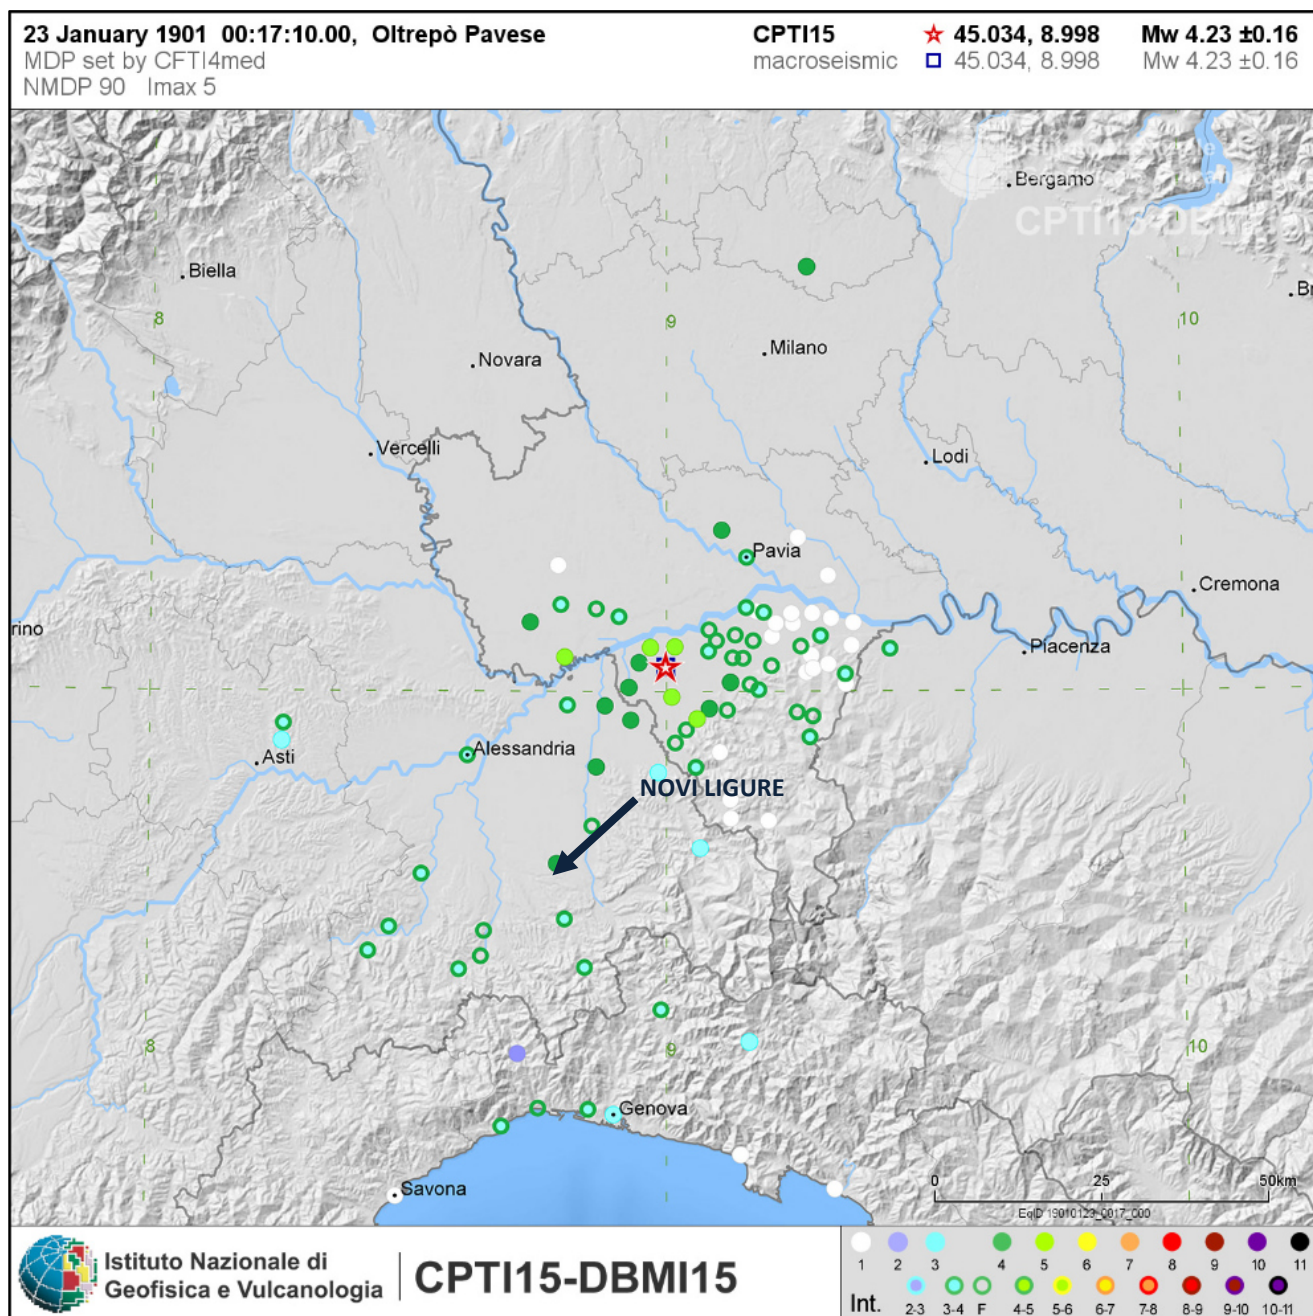 23 January 1901  00:17:10.00,  Oltrepò Pavese
CPTI15
45.034, 8.998
Mw 4.23 ±0.16
MDP set by CFTI4med
macroseismic
45.034, 8.998
Mw 4.23 ±0.16
NMDP 90   Imax 5
Bergamo
CPTI15-DBMI
Biella
8
9
10
Milano
Novara
Vercelli
Lodi
Pavia
Cremona
rino
Piacenza
Alessandria
Asti
NOVI LIGURE
8
9
10
Genova
Savona
0
25
50km
EqID 19010123_0017_000
Istituto Nazionale di
Geofisica e Vulcanologia
CPTI15-DBMI15
1 2 3 4 5 6 7 8 9 10 11
Int.
2-3 3-4 F 4-5 5-6 6-7 7-8 8-9 9-10 10-11